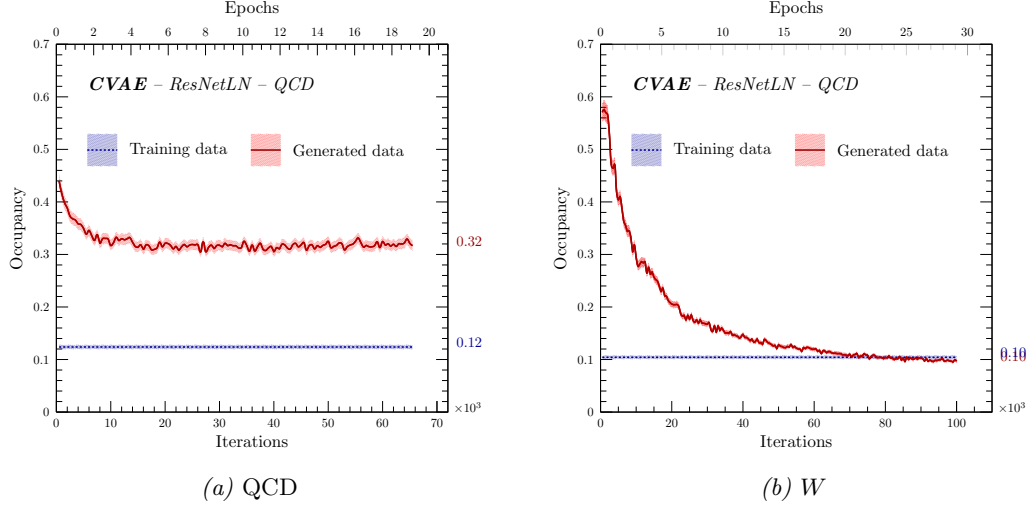 Epochs
0 2 4 6 8 10 12 14 16 18 20
0.7
0.6
0.5
0.4
0.3
0.2
0.1
0
Occupancy
CVAE – ResNetLN – QCD
Training data
Generated data
0.32
0.12
×10³
0 10 20 30 40 50 60 70
Iterations
(a) QCD
Epochs
0 5 10 15 20 25 30
0.7
0.6
0.5
0.4
0.3
0.2
0.1
0
Occupancy
CVAE – ResNetLN – QCD
Training data
Generated data
0.10
0.10
×10³
0 20 40 60 80 100
Iterations
(b) W